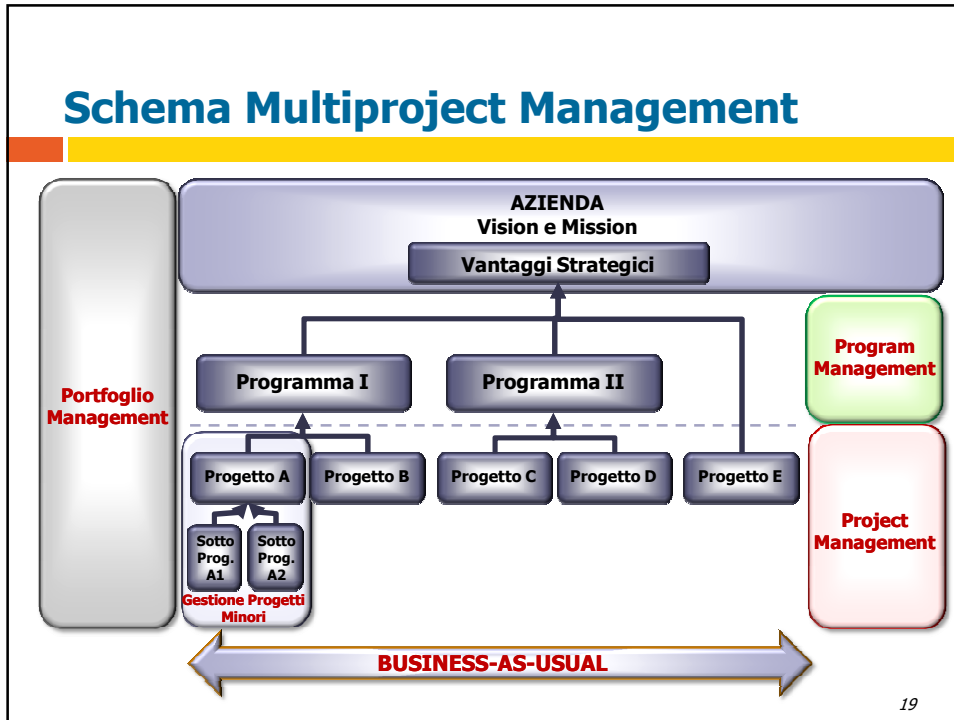 Schema Multiproject Management
AZIENDA
Vision e Mission
Vantaggi Strategici
Portfoglio
Management
Programma I
Programma II
Program
Management
Progetto A
Progetto B
Progetto C
Progetto D
Progetto E
Sotto
Prog.
A1
Sotto
Prog.
A2
Gestione Progetti
Minori
Project
Management
BUSINESS-AS-USUAL
19